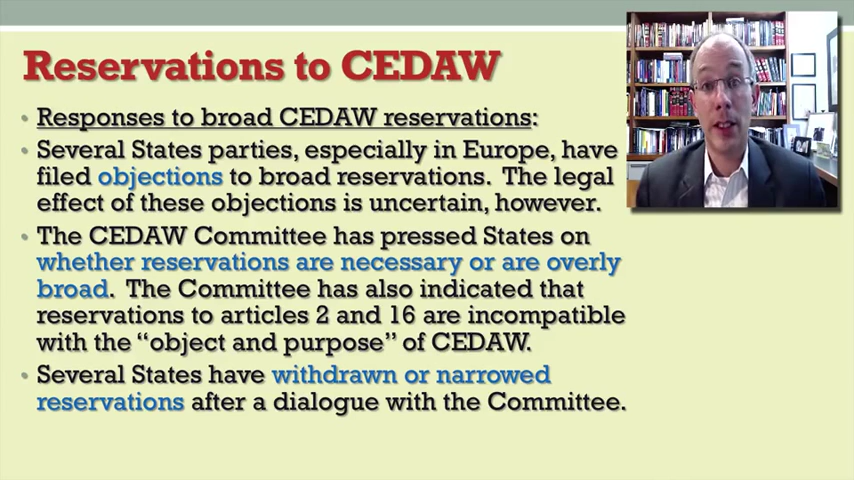 Reservations to CEDAW
• Responses to broad CEDAW reservations:
• Several States parties, especially in Europe, have
filed objections to broad reservations. The legal
effect of these objections is uncertain, however.
• The CEDAW Committee has pressed States on
whether reservations are necessary or are overly
broad. The Committee has also indicated that
reservations to articles 2 and 16 are incompatible
with the “object and purpose” of CEDAW.
• Several States have withdrawn or narrowed
reservations after a dialogue with the Committee.